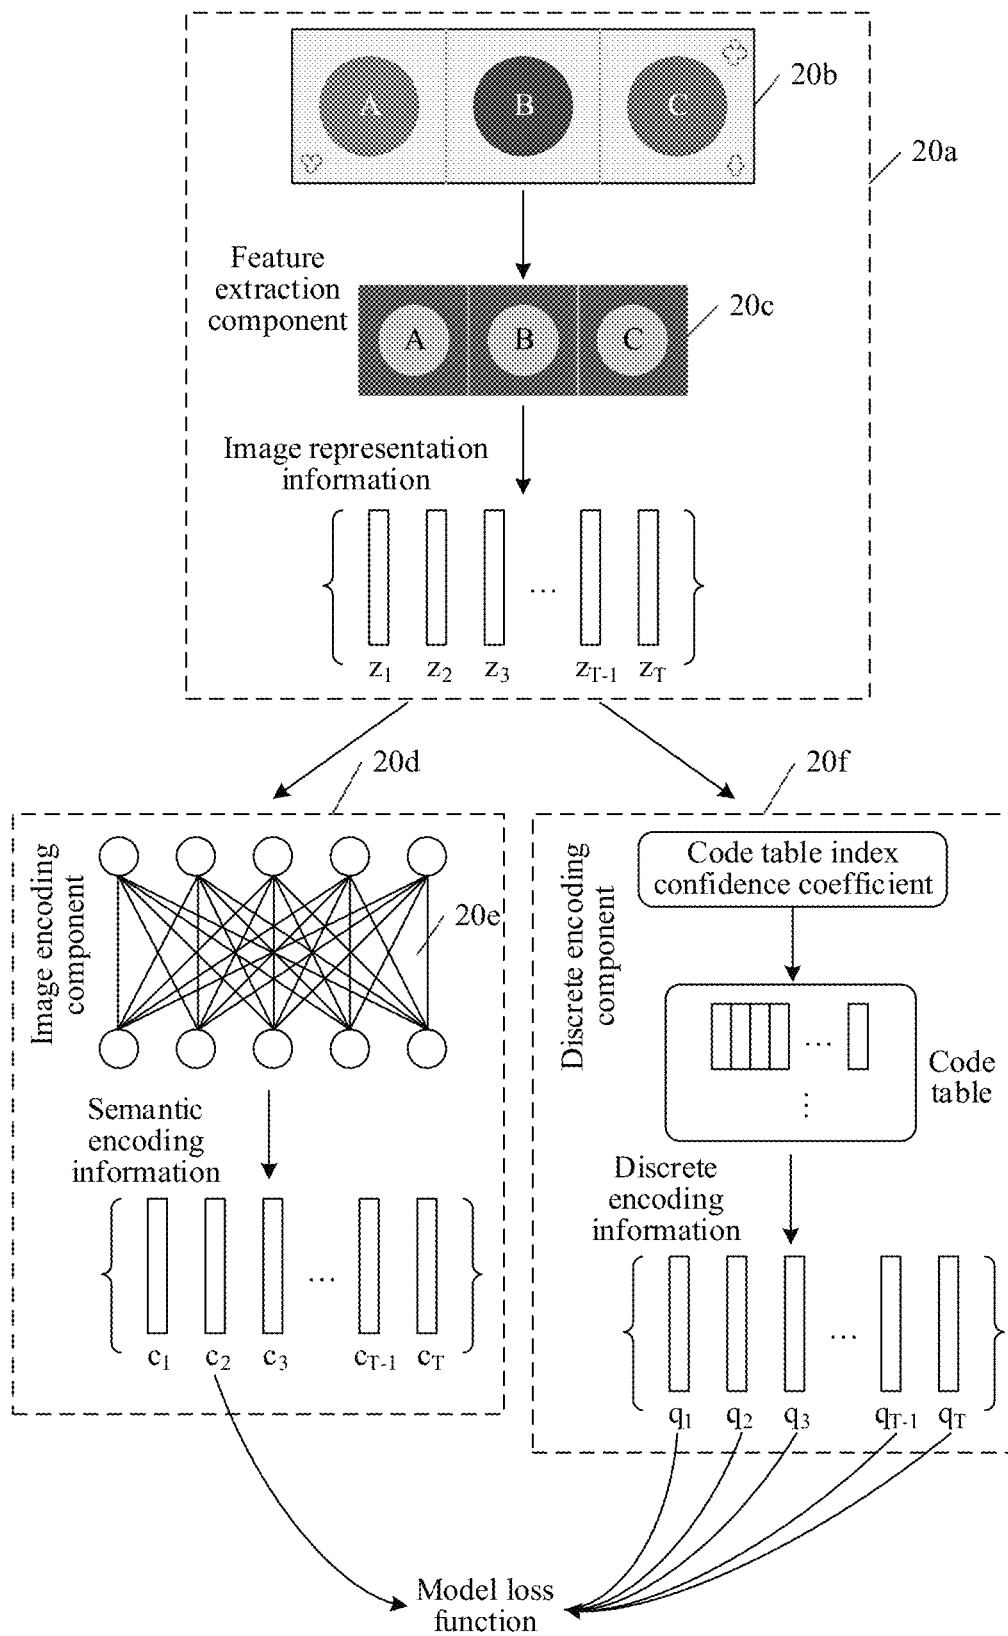 A B C
20b
20a
Feature
extraction
component
20c
A B C
Image representation
information
...
z1 z2 z3 zT-1 zT
20d
20f
Image encoding
component
20e
Semantic
encoding
information
...
c1 c2 c3 cT-1 cT
Discrete encoding
component
Code table index
confidence coefficient
...
Code
table
Discrete
encoding
information
...
q1 q2 q3 qT-1 qT
Model loss
function